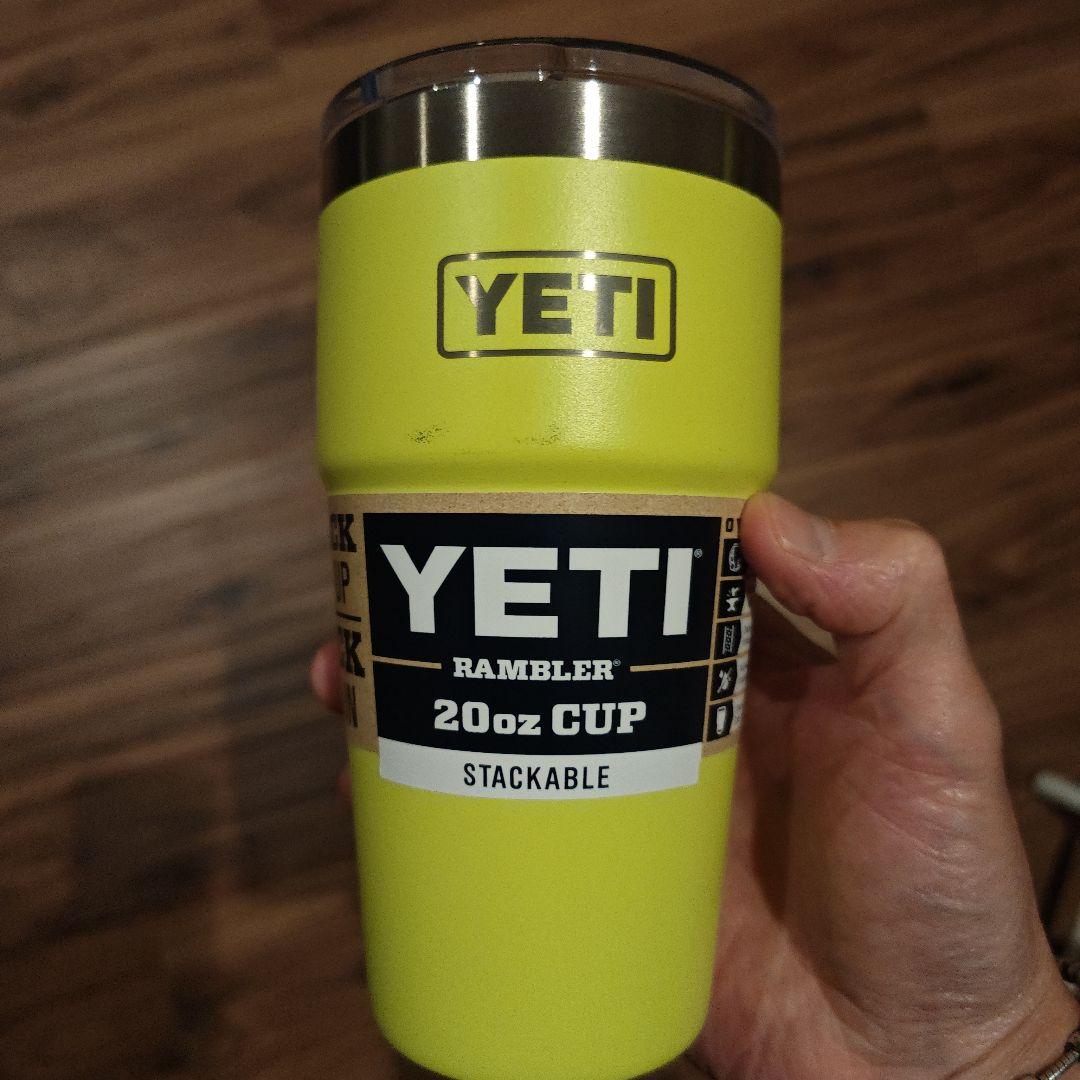 YETI
YETI®
RAMBLER®
20oz CUP
STACKABLE